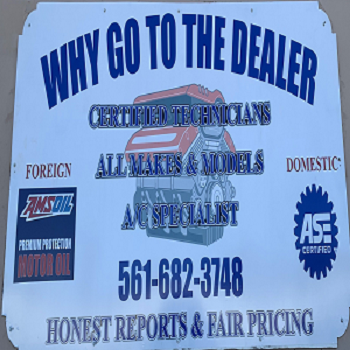 WHY GO TO THE DEALER
CERTIFIED TECHNICIANS
FOREIGN
ALL MAKES & MODELS
DOMESTIC
AMSOIL
PREMIUM PROTECTION
MOTOR OIL
A/C SPECIALIST
ASE
CERTIFIED
561-682-3748
HONEST REPORTS & FAIR PRICING